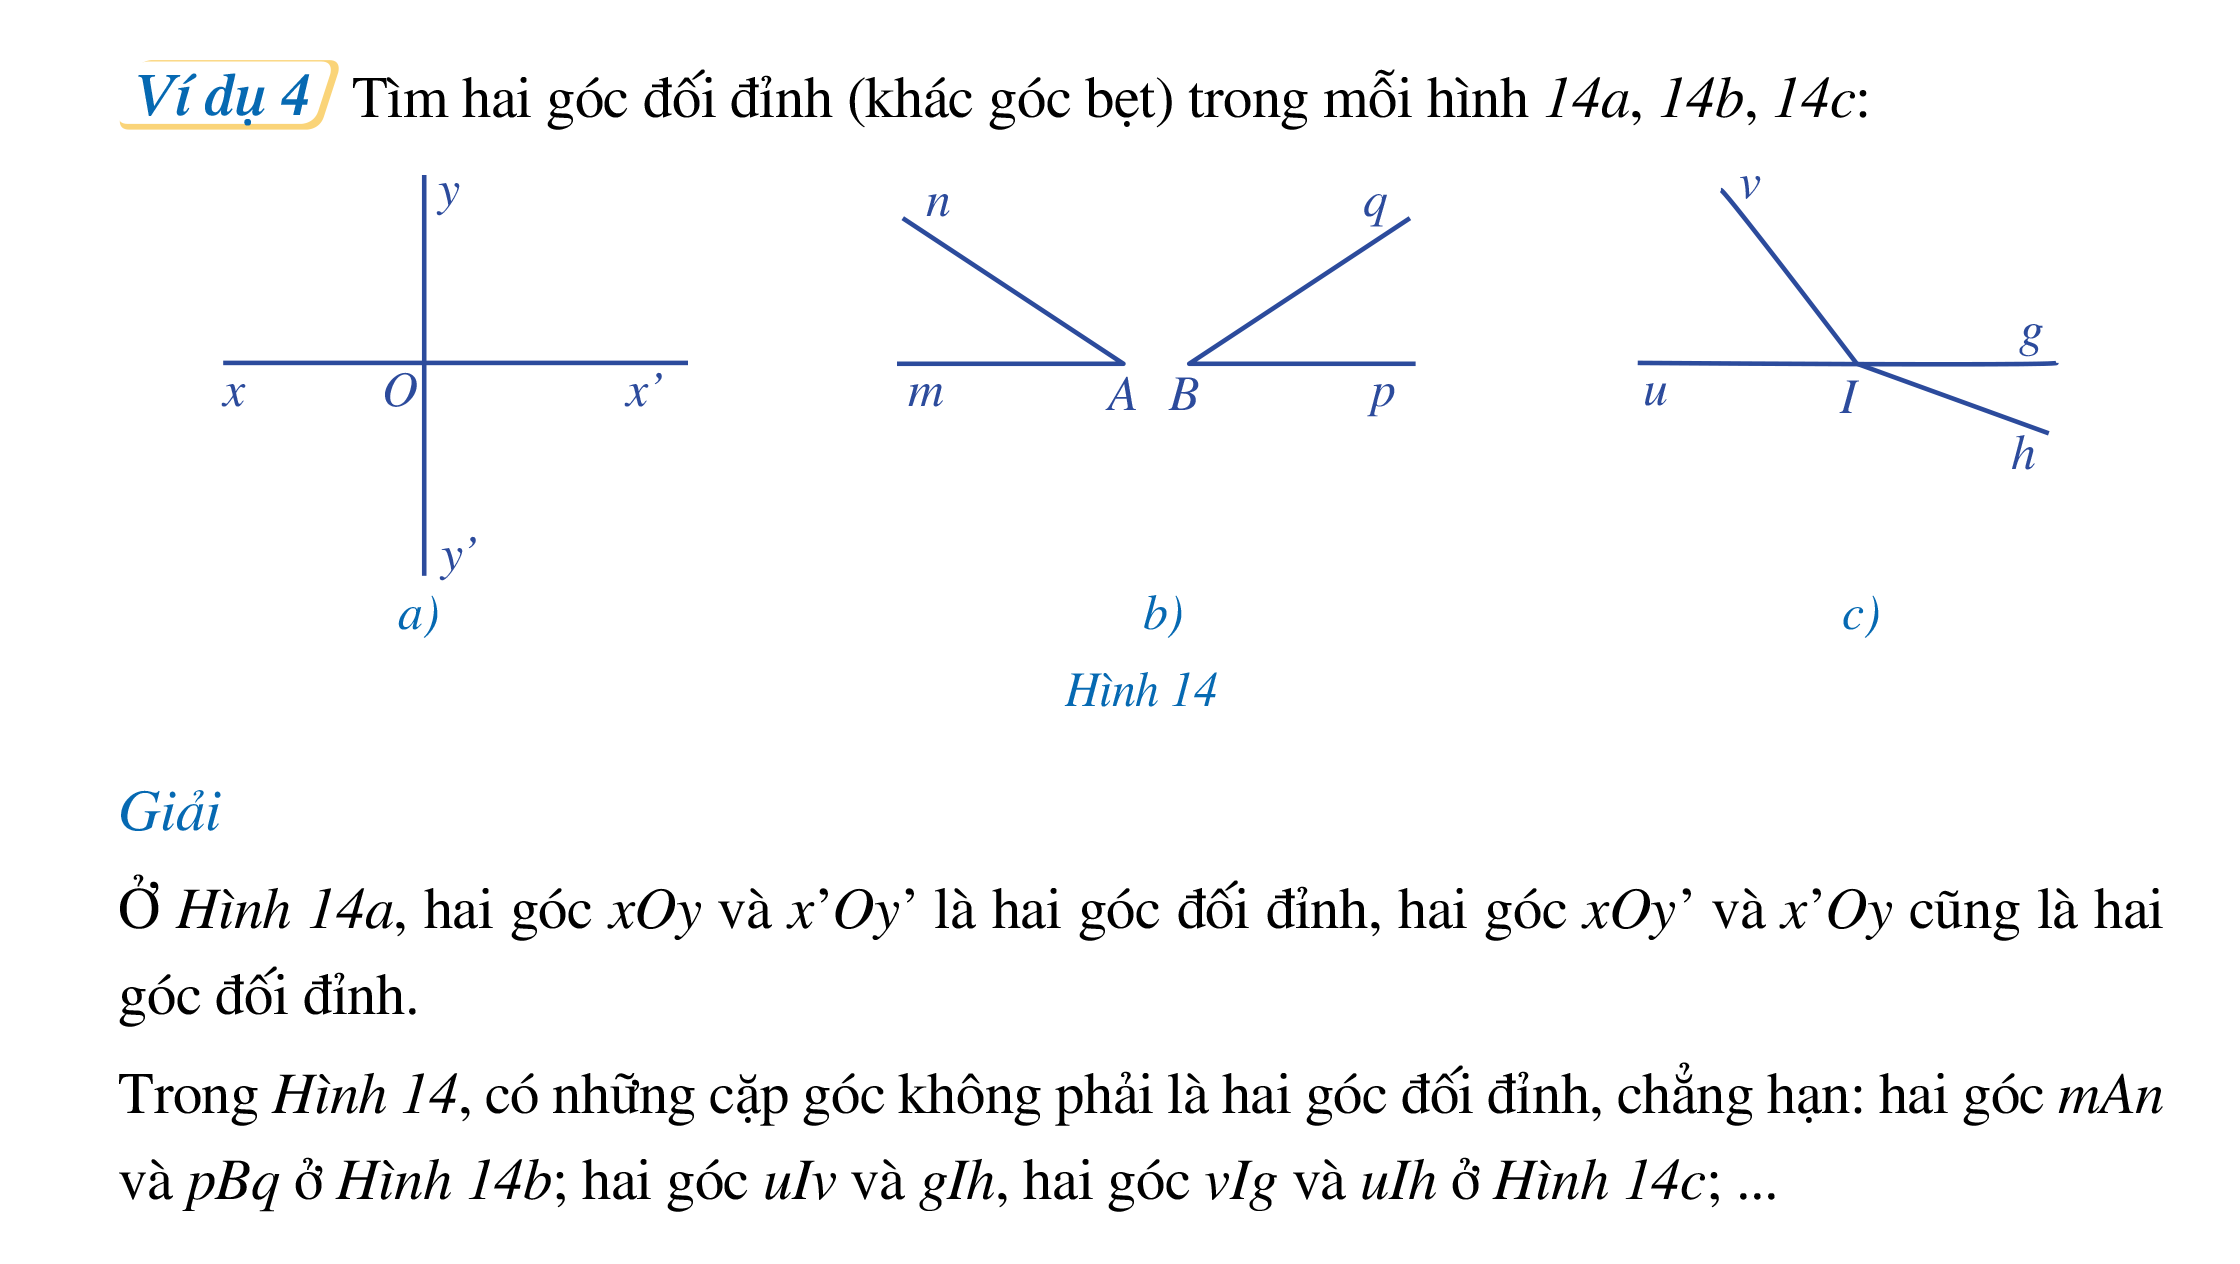 Ví dụ 4 Tìm hai góc đối đỉnh (khác góc bẹt) trong mỗi hình 14a, 14b, 14c:
y n q v
g
x O x’ m A B p u I
h
y’
a) b) c)
Hình 14
Giải
Ở Hình 14a, hai góc xOy và x’Oy’ là hai góc đối đỉnh, hai góc xOy’ và x’Oy cũng là hai
góc đối đỉnh.
Trong Hình 14, có những cặp góc không phải là hai góc đối đỉnh, chẳng hạn: hai góc mAn
và pBq ở Hình 14b; hai góc uIv và gIh, hai góc vIg và uIh ở Hình 14c; ...